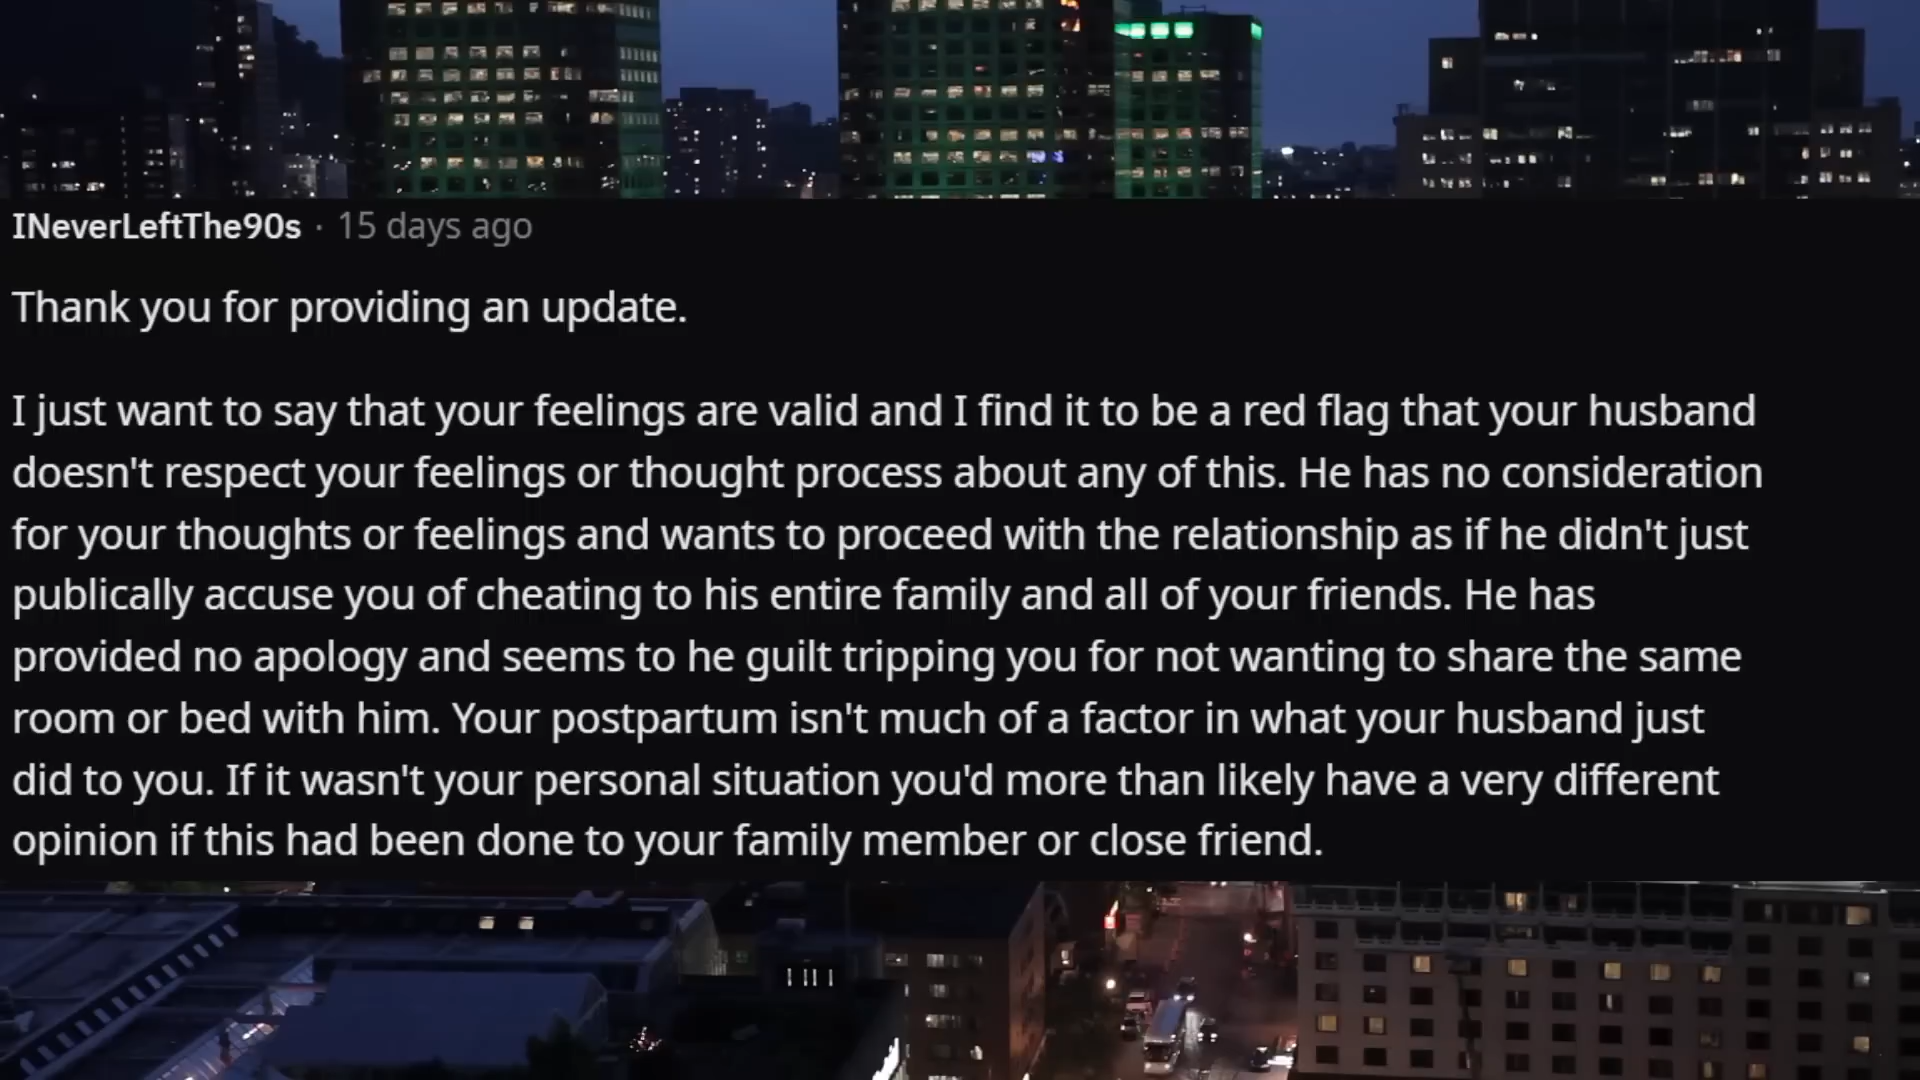 INeverLeftThe90s · 15 days ago
Thank you for providing an update.
I just want to say that your feelings are valid and I find it to be a red flag that your husband
doesn't respect your feelings or thought process about any of this. He has no consideration
for your thoughts or feelings and wants to proceed with the relationship as if he didn't just
publically accuse you of cheating to his entire family and all of your friends. He has
provided no apology and seems to he guilt tripping you for not wanting to share the same
room or bed with him. Your postpartum isn't much of a factor in what your husband just
did to you. If it wasn't your personal situation you'd more than likely have a very different
opinion if this had been done to your family member or close friend.